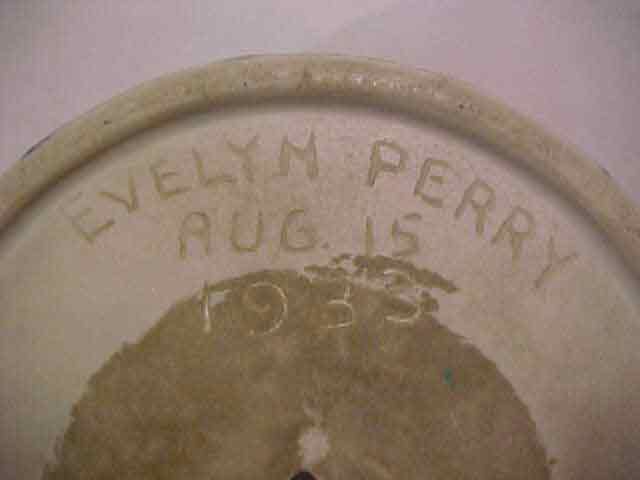 EVELYN PERRY
AUG. 15
1933